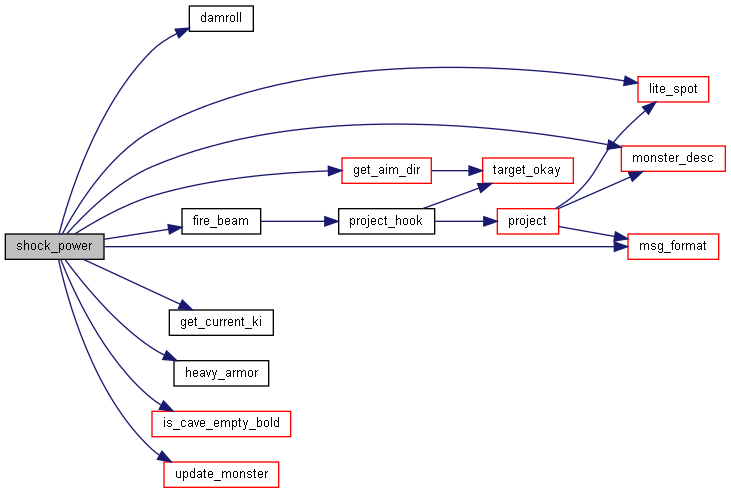 damroll
lite_spot
monster_desc
get_aim_dir
target_okay
fire_beam
project_hook
project
shock_power
msg_format
get_current_ki
heavy_armor
is_cave_empty_bold
update_monster